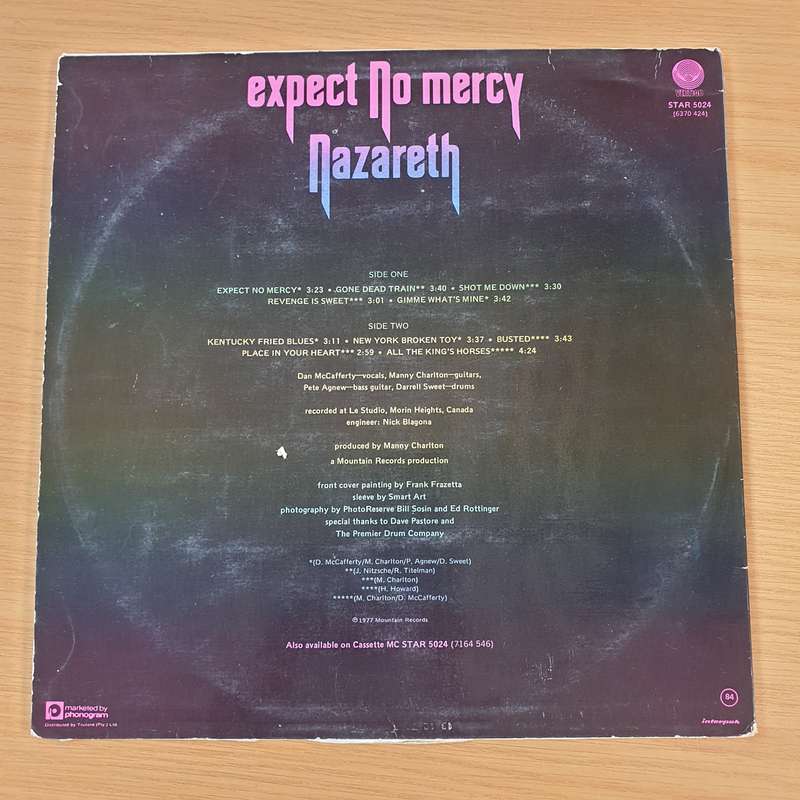 expect No mercy
Nazareth
VERTIGO
STAR 5024
(6370 424)
SIDE ONE
EXPECT NO MERCY* 3:23 • GONE DEAD TRAIN** 3:40 • SHOT ME DOWN*** 3:30
REVENGE IS SWEET*** 3:01 • GIMME WHAT'S MINE* 3:42
SIDE TWO
KENTUCKY FRIED BLUES* 3:11 • NEW YORK BROKEN TOY* 3:37 • BUSTED**** 3:43
PLACE IN YOUR HEART*** 2:59 • ALL THE KING'S HORSES***** 4:24
Dan McCafferty—vocals, Manny Charlton—guitars,
Pete Agnew—bass guitar, Darrell Sweet—drums
recorded at Le Studio, Morin Heights, Canada
engineer: Nick Blagona
produced by Manny Charlton
a Mountain Records production
front cover painting by Frank Frazetta
sleeve by Smart Art
photography by PhotoReserve Bill Sosin and Ed Rottinger
special thanks to Dave Pastore and
The Premier Drum Company
*(D. McCafferty/M. Charlton/P. Agnew/D. Sweet)
**(J. Nitzsche/R. Titelman)
***(M. Charlton)
****(H. Howard)
*****(M. Charlton/D. McCafferty)
℗1977 Mountain Records
Also available on Cassette MC STAR 5024 (7164 546)
marketed by
phonogram
Distributed by Trutone (Pty.) Ltd.
84
interpak